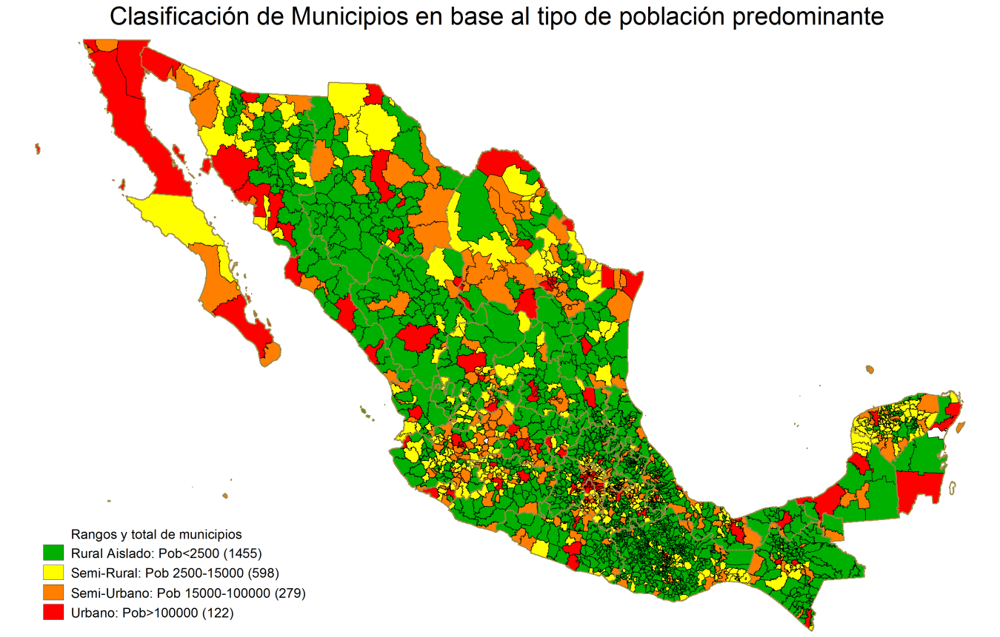 Clasificación de Municipios en base al tipo de población predominante
Rangos y total de municipios
Rural Aislado: Pob<2500 (1455)
Semi-Rural: Pob 2500-15000 (598)
Semi-Urbano: Pob 15000-100000 (279)
Urbano: Pob>100000 (122)